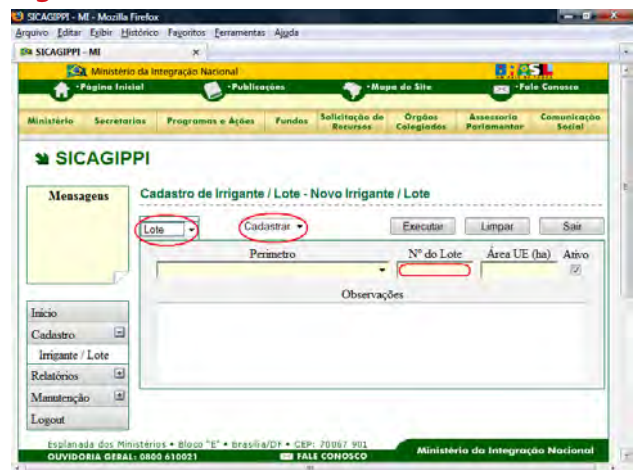 SICAGIPPI - MI - Mozilla Firefox
Arquivo Editar Exibir Histórico Favoritos Ferramentas Ajuda
SICAGIPPI - MI
Ministério da Integração Nacional
Página Inicial Publicações Mapa do Site Fale Conosco
Ministério Secretarias Programas e Ações Fundos Solicitação de Recursos Órgãos Colegiados Assessoria Parlamentar Comunicação Social
SICAGIPPI
Mensagens
Cadastro de Irrigante / Lote - Novo Irrigante / Lote
Lote Cadastrar Executar Limpar Sair
Perímetro Nº do Lote Área UE (ha) Ativo
Observações
Início
Cadastro
Irrigante / Lote
Relatórios
Manutenção
Logout
Esplanada dos Ministérios • Bloco "E" • Brasília/DF • CEP: 70067 901
OUVIDORIA GERAL: 0800 610021 FALE CONOSCO Ministério da Integração Nacional